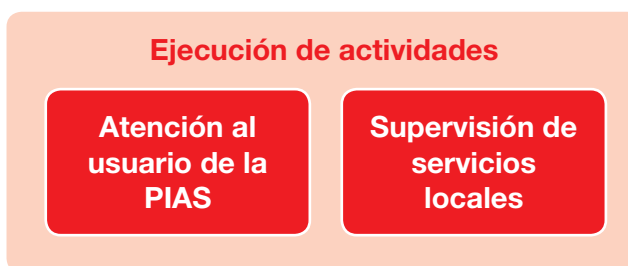 Ejecución de actividades
Atención al
usuario de la
PIAS
Supervisión de
servicios
locales